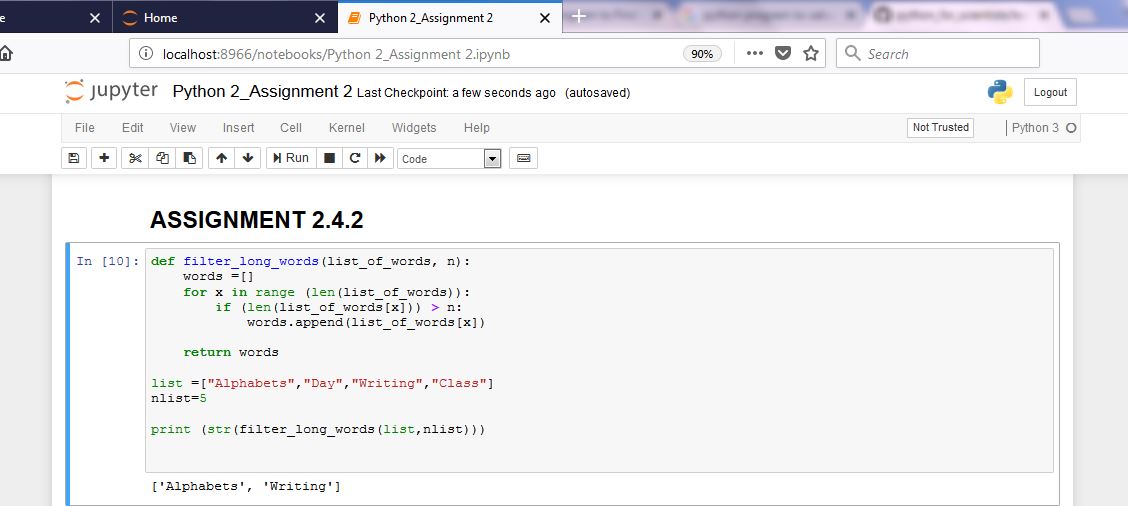 e
Home
Python 2_Assignment 2
localhost:8966/notebooks/Python 2_Assignment 2.ipynb
90%
Search
jupyter Python 2_Assignment 2 Last Checkpoint: a few seconds ago (autosaved)
Logout
File Edit View Insert Cell Kernel Widgets Help
Not Trusted
Python 3
Run
Code
ASSIGNMENT 2.4.2
In [10]: def filter_long_words(list_of_words, n):
    words =[]
    for x in range (len(list_of_words)):
        if (len(list_of_words[x])) > n:
            words.append(list_of_words[x])
    return words
list =["Alphabets","Day","Writing","Class"]
nlist=5
print (str(filter_long_words(list,nlist)))
['Alphabets', 'Writing']